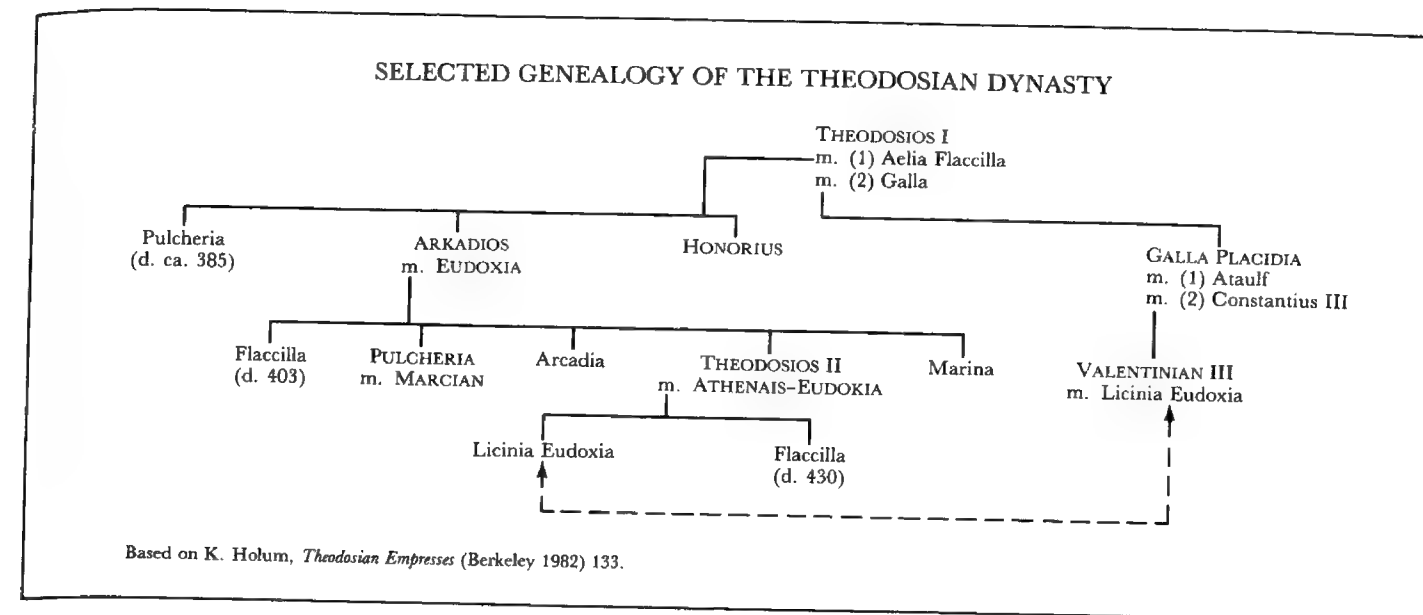 SELECTED GENEALOGY OF THE THEODOSIAN DYNASTY
THEODOSIOS I
m. (1) Aelia Flaccilla
m. (2) Galla
Pulcheria
(d. ca. 385)
ARKADIOS
m. EUDOXIA
HONORIUS
GALLA PLACIDIA
m. (1) Ataulf
m. (2) Constantius III
Flaccilla
(d. 403)
PULCHERIA
m. MARCIAN
Arcadia
THEODOSIOS II
m. ATHENAIS-EUDOKIA
Marina
VALENTINIAN III
m. Licinia Eudoxia
Licinia Eudoxia
Flaccilla
(d. 430)
Based on K. Holum, Theodosian Empresses (Berkeley 1982) 133.